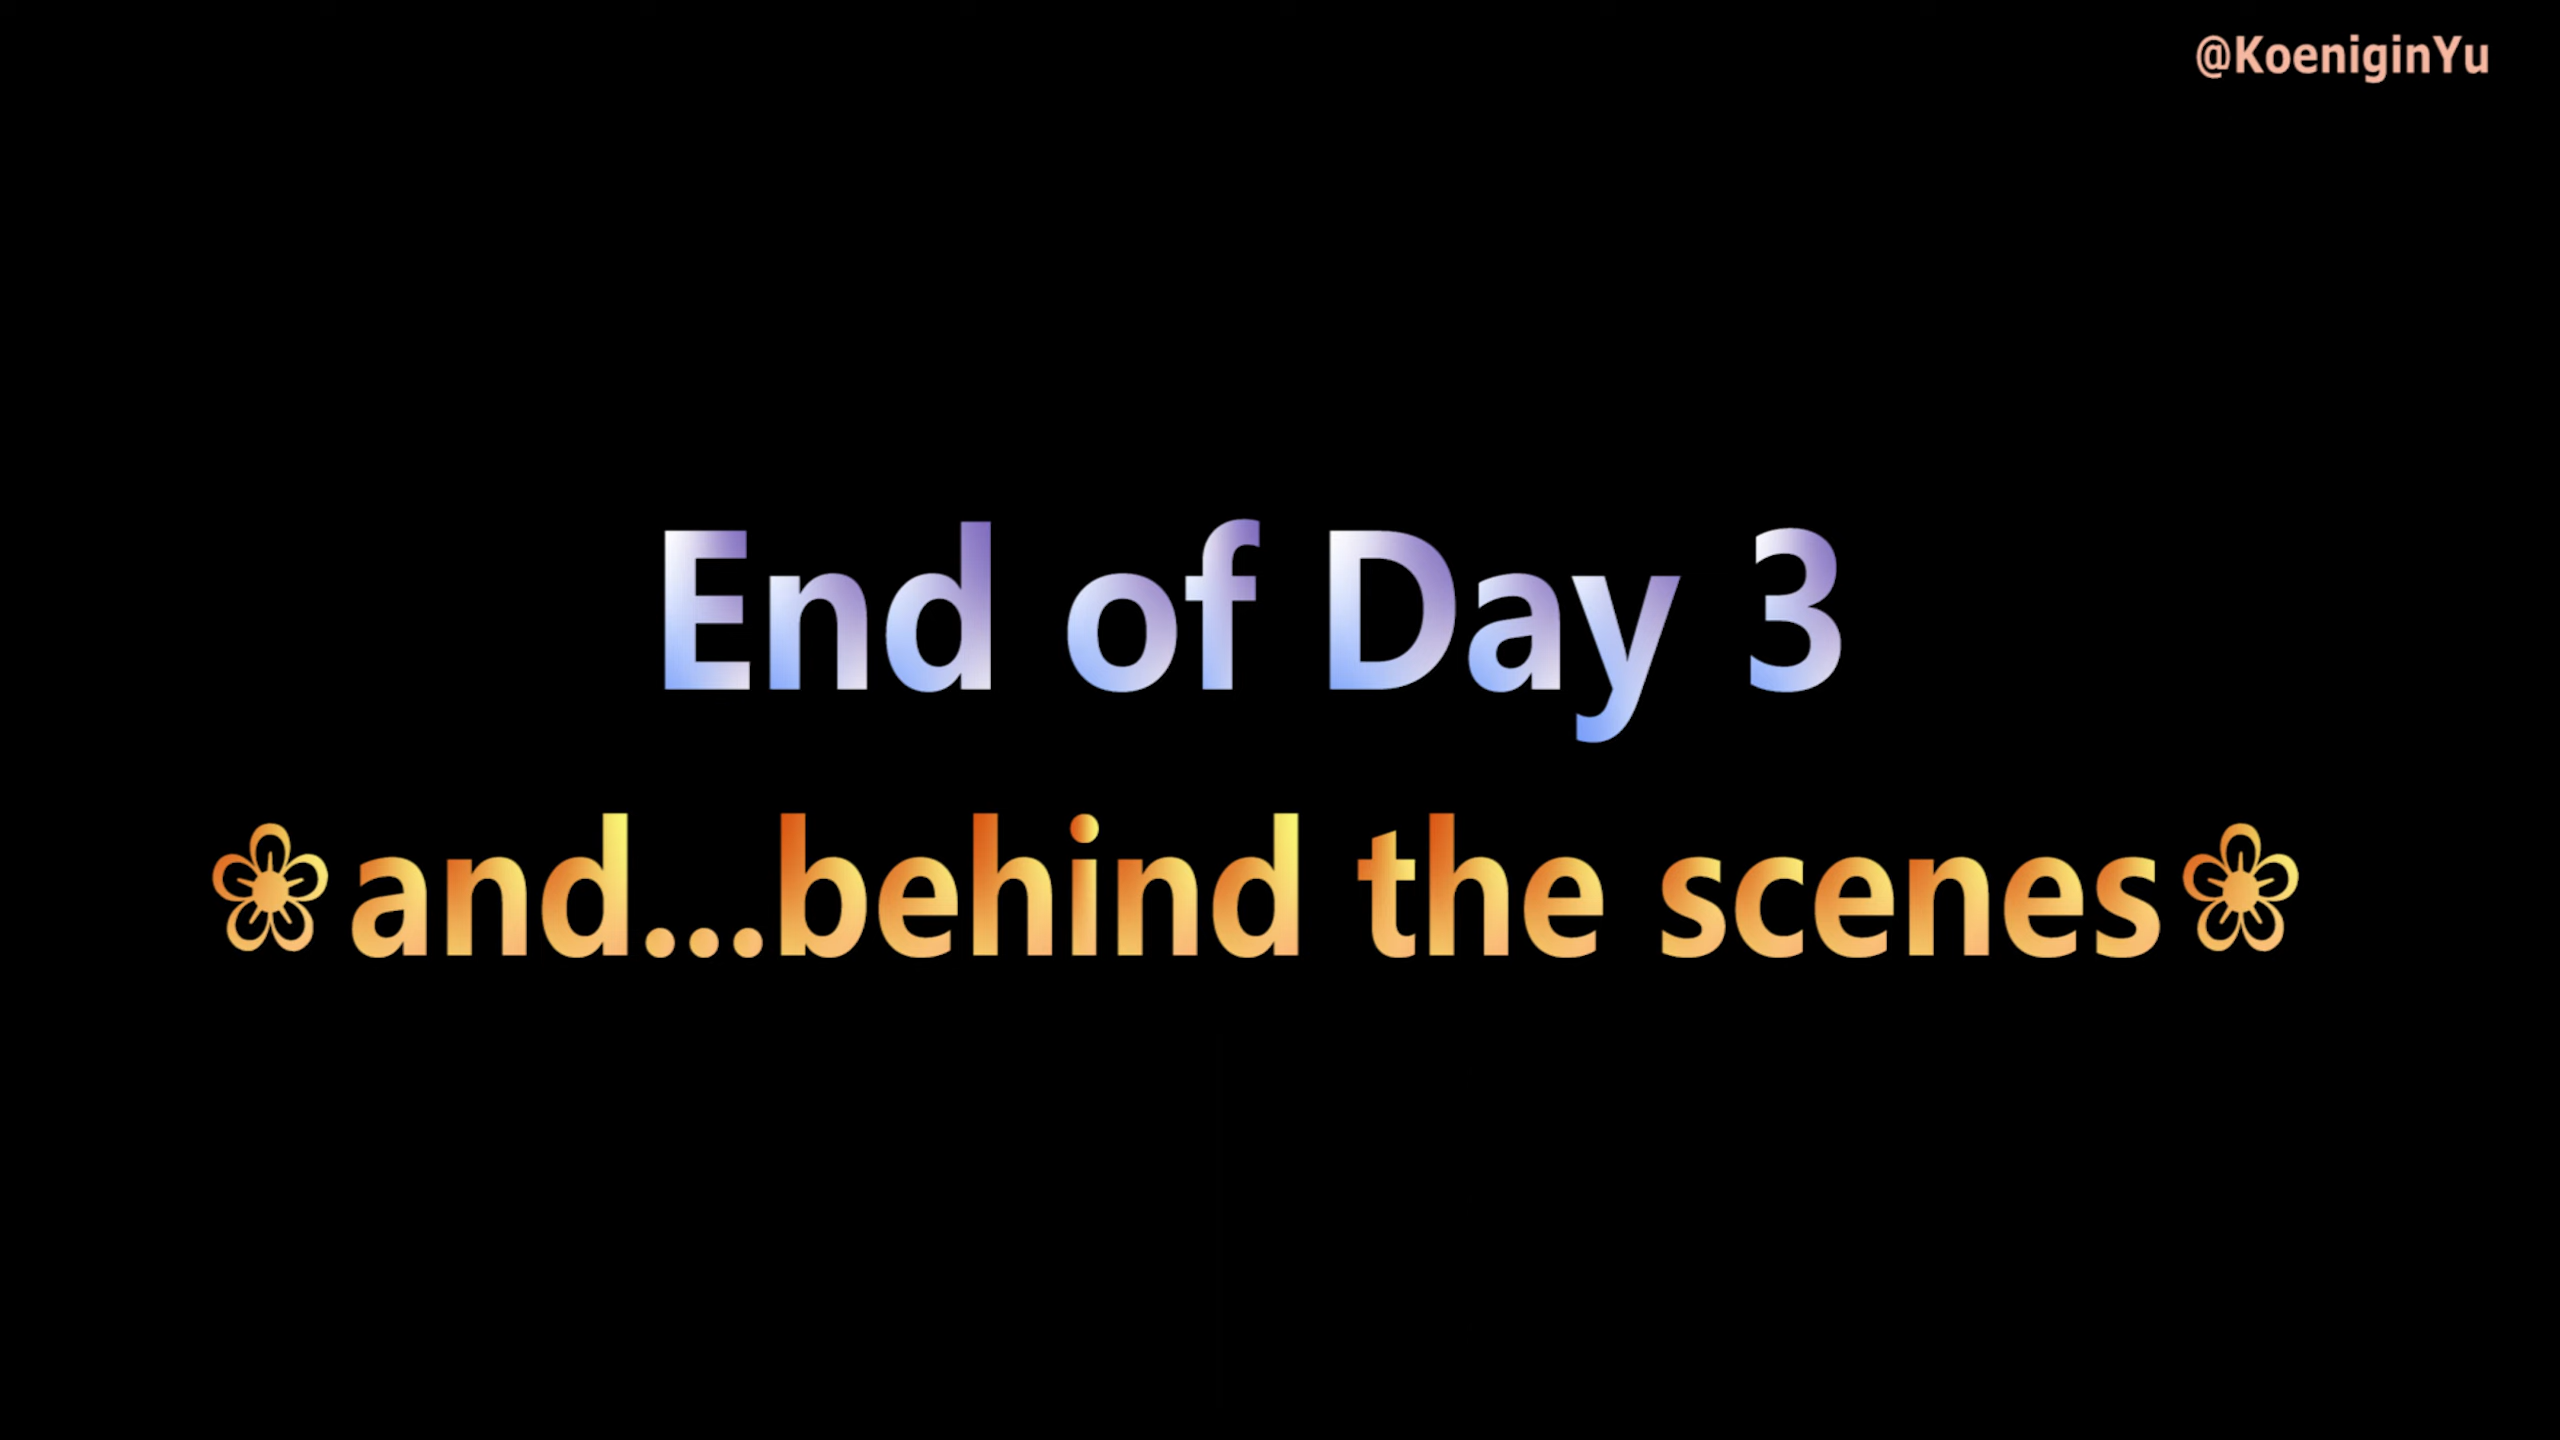 @KoeniginYu
End of Day 3
❀and...behind the scenes❀